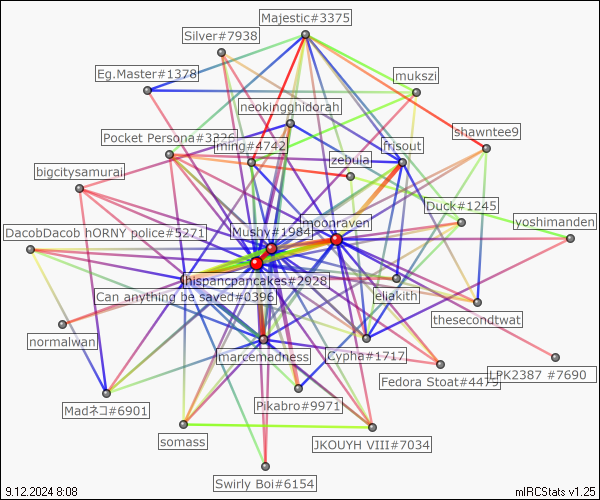 Majestic#3375
Silver#7938
Eg.Master#1378
mukszi
neokingghidorah
shawntee9
Pocket Persona#3326
ming#4742
frisout
zebula
bigcitysamurai
Duck#1245
yoshimanden
DacobDacob hORNY police#5271
Mushy#1984
moonraven
hispancpancakes#2928
Can anything be saved#0396
eliakith
thesecondtwat
normalwan
marcemadness
Cypha#1717
Fedora Stoat#4479
LPK2387 #7690
Madネコ#6901
Pikabro#9971
somass
JKOUYH VIII#7034
Swirly Boi#6154
9.12.2024 8:08
mIRCStats v1.25